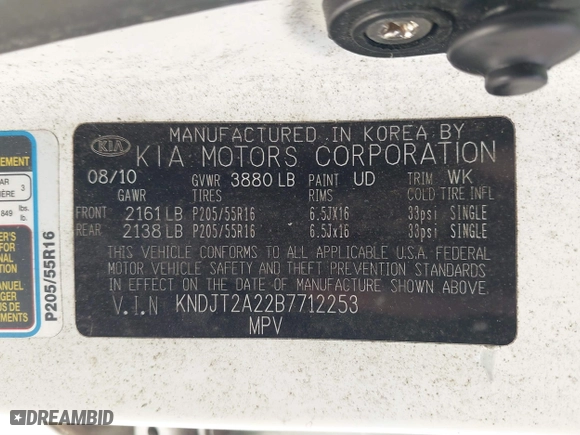 MANUFACTURED IN KOREA BY
KIA KIA MOTORS CORPORATION
08/10 GVWR 3880 LB PAINT UD TRIM WK
GAWR TIRES RIMS COLD TIRE INFL
FRONT 2161 LB P205/55R16 6.5JX16 33psi SINGLE
REAR 2138 LB P205/55R16 6.5Jx16 33psi SINGLE
THIS VEHICLE CONFORMS TO ALL APPLICABLE U.S.A. FEDERAL
MOTOR VEHICLE SAFETY AND THEFT PREVENTION STANDARDS
IN EFFECT ON THE DATE OF MANUFACTURE SHOWN ABOVE.
V.I.N KNDJT2A22B7712253
MPV
P205/55R16
3
849 lbs.
DREAMBID